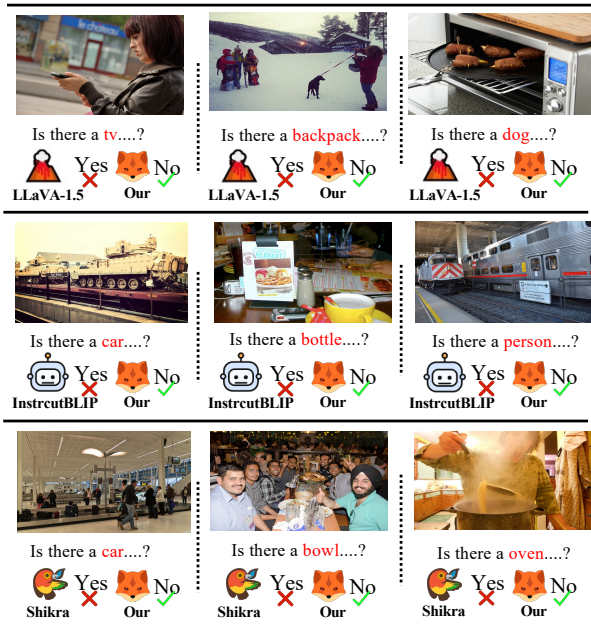 le chateau
Is there a tv....?
Is there a backpack....?
Is there a dog....?
Yes No
Yes No
Yes No
LLaVA-1.5 Our
LLaVA-1.5 Our
LLaVA-1.5 Our
Is there a car....?
Is there a bottle....?
Is there a person....?
Yes No
Yes No
Yes No
InstrcutBLIP Our
InstrcutBLIP Our
InstrcutBLIP Our
Is there a car....?
Is there a bowl....?
Is there a oven....?
Yes No
Yes No
Yes No
Shikra Our
Shikra Our
Shikra Our